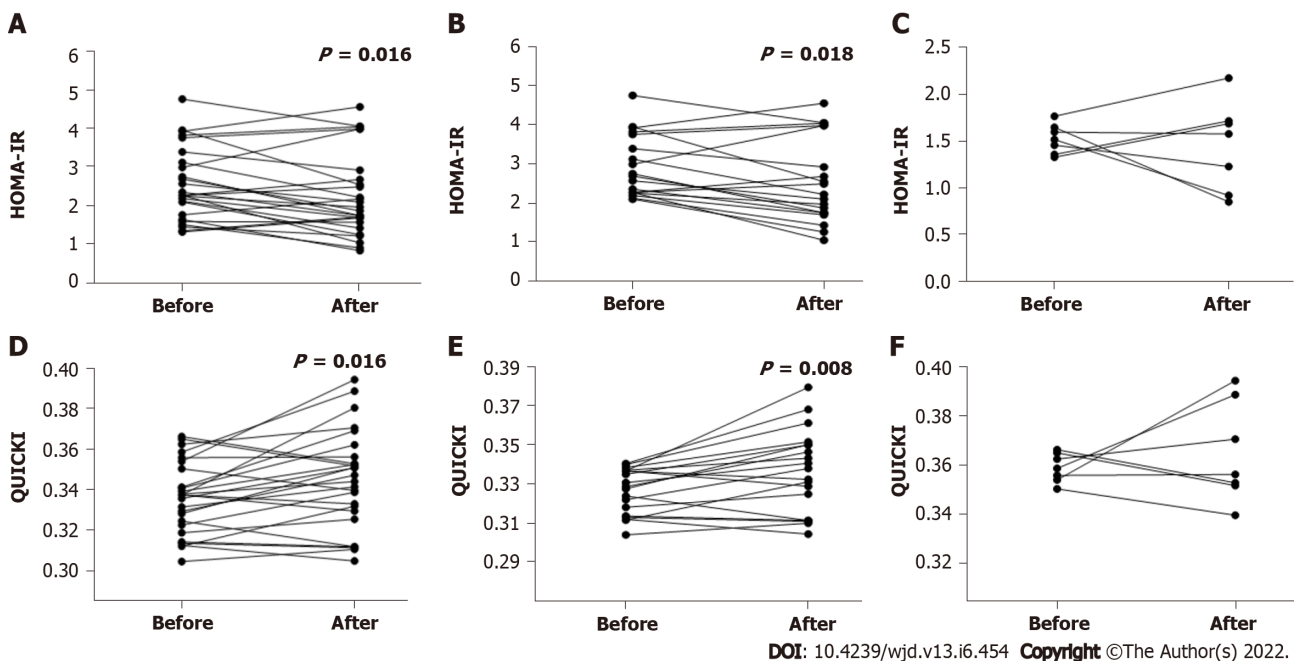 A
P = 0.016
HOMA-IR
6
5
4
3
2
1
0
Before After
B
P = 0.018
HOMA-IR
6
5
4
3
2
1
0
Before After
C
HOMA-IR
2.5
2.0
1.5
1.0
0.5
0.0
Before After
D
P = 0.016
QUICKI
0.40
0.38
0.36
0.34
0.32
0.30
Before After
E
P = 0.008
QUICKI
0.39
0.37
0.35
0.33
0.31
0.29
Before After
F
QUICKI
0.40
0.38
0.36
0.34
0.32
Before After
DOI: 10.4239/wjd.v13.i6.454 Copyright ©The Author(s) 2022.